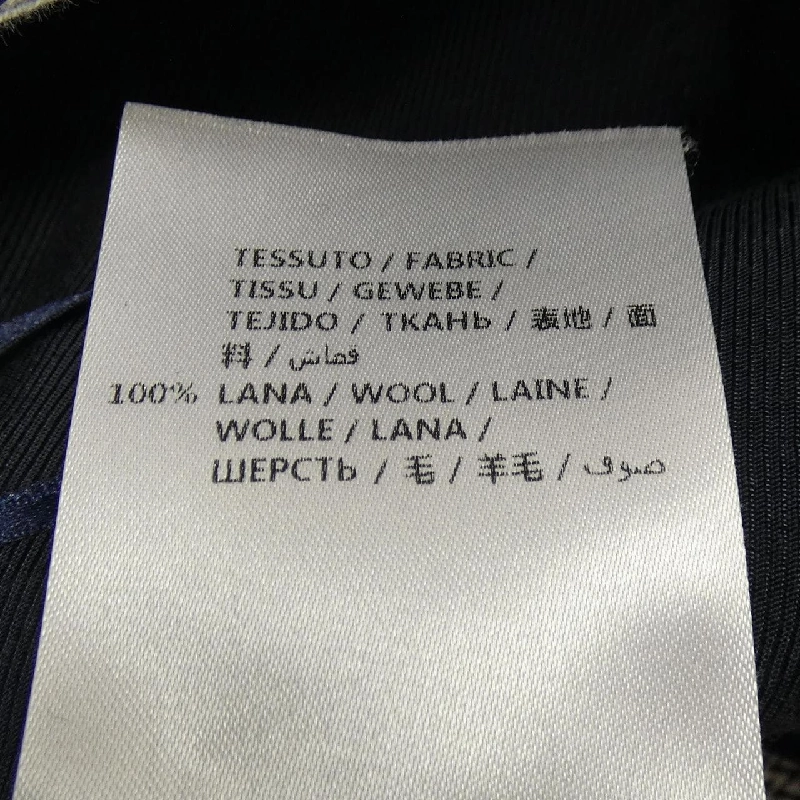 TESSUTO / FABRIC /
TISSU / GEWEBE /
TEJIDO / ТКАНЬ / 表地 / 面
料 / قماش
100% LANA / WOOL / LAINE /
WOLLE / LANA /
ШЕРСТЬ / 毛 / 羊毛 / صوف